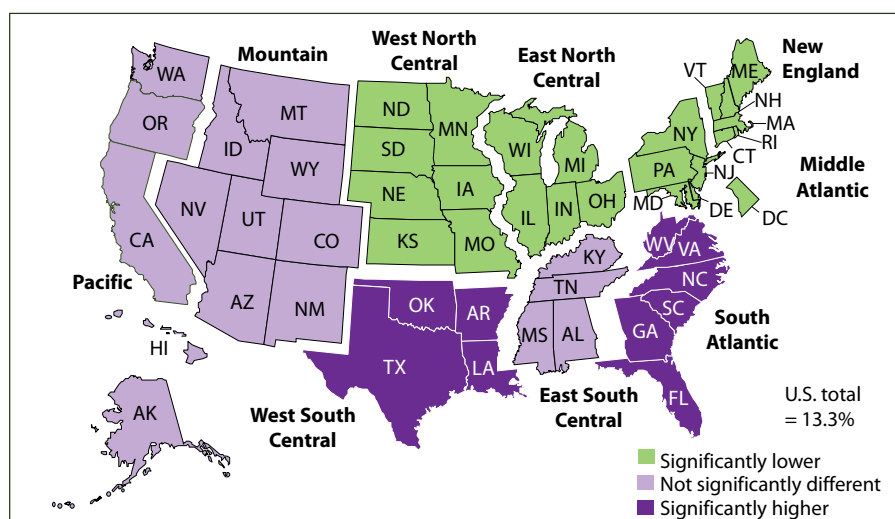 Mountain
West North
Central
East North
Central
New
England
Middle
Atlantic
Pacific
West South
Central
East South
Central
South
Atlantic
WA
OR
CA
HI
AK
MT
ID
WY
NV
UT
CO
AZ
NM
ND
SD
NE
KS
MN
IA
MO
WI
MI
IL
IN
OH
VT
ME
NH
MA
RI
CT
NY
PA
NJ
MD
DE
DC
OK
AR
TX
LA
KY
TN
MS
AL
WV
VA
NC
SC
GA
FL
U.S. total
= 13.3%
Significantly lower
Not significantly different
Significantly higher